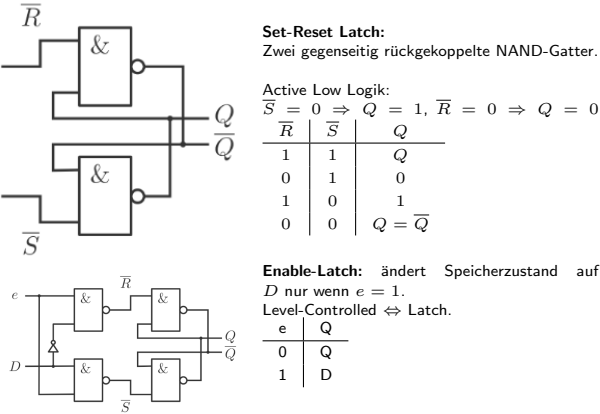 R̅
&
Q
Q̅
&
S̅
Set-Reset Latch:
Zwei gegenseitig rückgekoppelte NAND-Gatter.
Active Low Logik:
S̅ = 0 ⇒ Q = 1, R̅ = 0 ⇒ Q = 0
R̅ S̅ Q
1 1 Q
0 1 0
1 0 1
0 0 Q = Q̅
R̅
e & &
Q
Q̅
D & &
S̅
Enable-Latch: ändert Speicherzustand auf
D nur wenn e = 1.
Level-Controlled ⇔ Latch.
e Q
0 Q
1 D